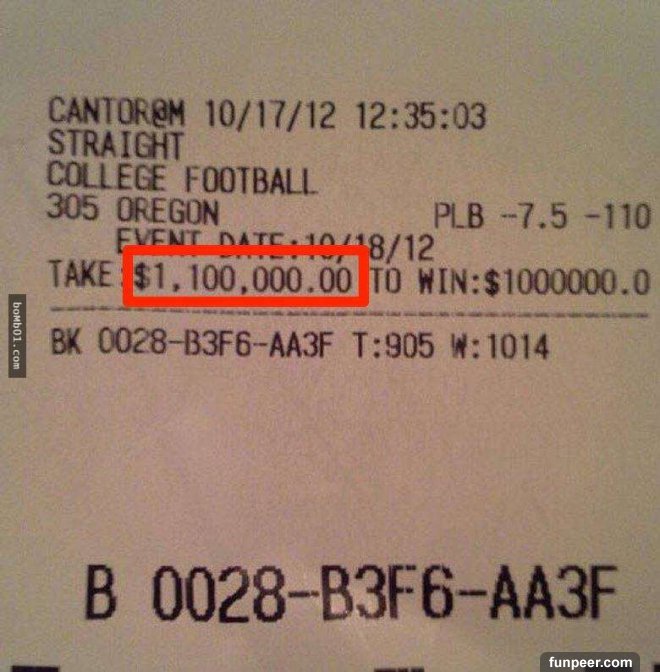 CANTOR@M 10/17/12 12:35:03
STRAIGHT
COLLEGE FOOTBALL
305 OREGON PLB -7.5 -110
EVENT DATE:10/18/12
TAKE $1,100,000.00 TO WIN:$1000000.0
BK 0028-B3F6-AA3F T:905 W:1014
boMb01.com
B 0028-B3F6-AA3F
funpeer.com